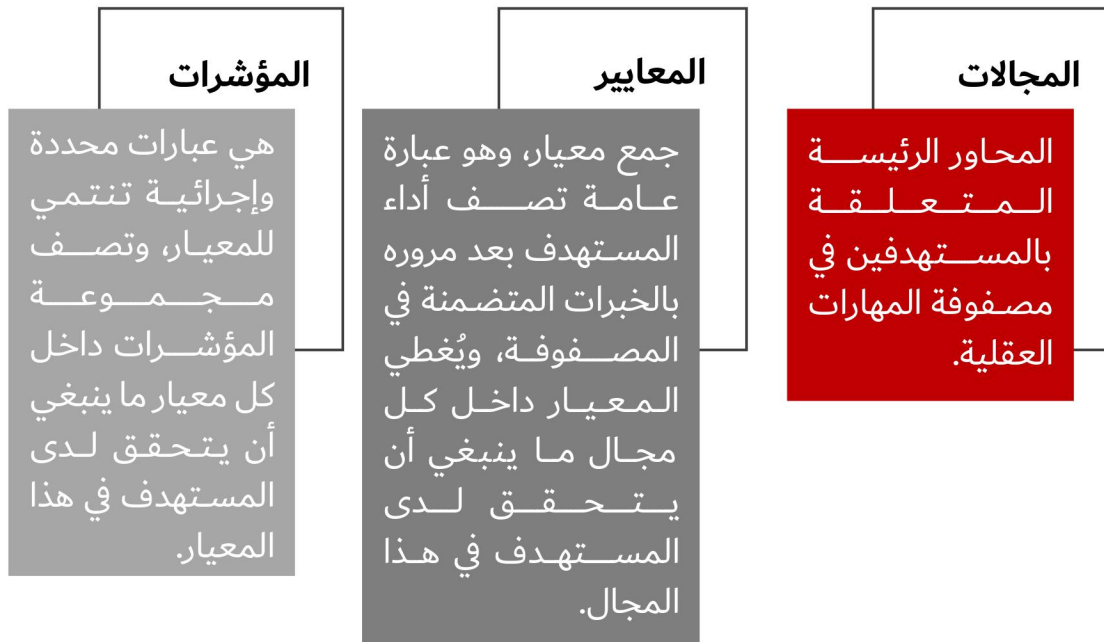 المجالات
المحاور الرئيسة
المتعلقة
بالمستهدفين في
مصفوفة المهارات
العقلية.
المعايير
جمع معيار، وهو عبارة
عامة تصف أداء
المستهدف بعد مروره
بالخبرات المتضمنة في
المصفوفة، ويُغطي
المعيار داخل كل
مجال ما ينبغي أن
يتحقق لدى
المستهدف في هذا
المجال.
المؤشرات
هي عبارات محددة
وإجرائية تنتمي
للمعيار، وتصف
مجموعة
المؤشرات داخل
كل معيار ما ينبغي
أن يتحقق لدى
المستهدف في هذا
المعيار.